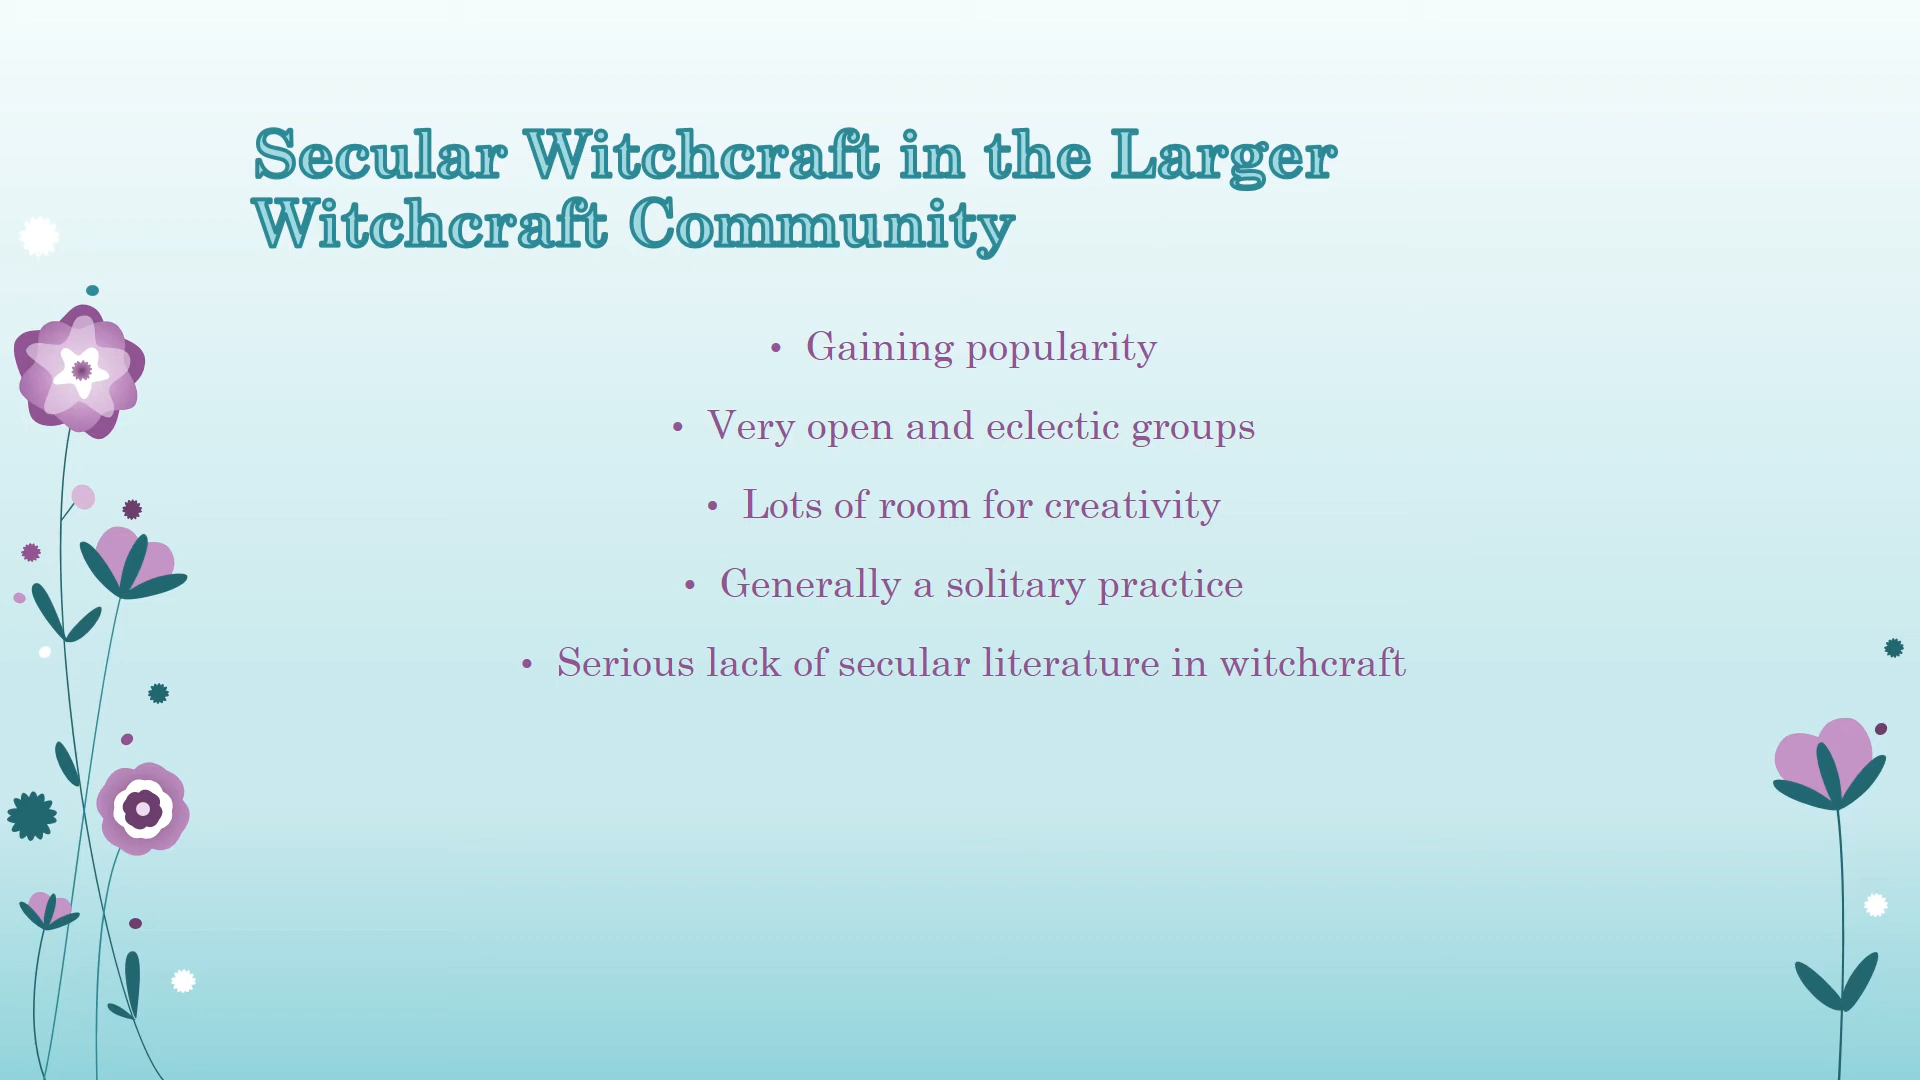 Secular Witchcraft in the Larger
Witchcraft Community
• Gaining popularity
• Very open and eclectic groups
• Lots of room for creativity
• Generally a solitary practice
• Serious lack of secular literature in witchcraft